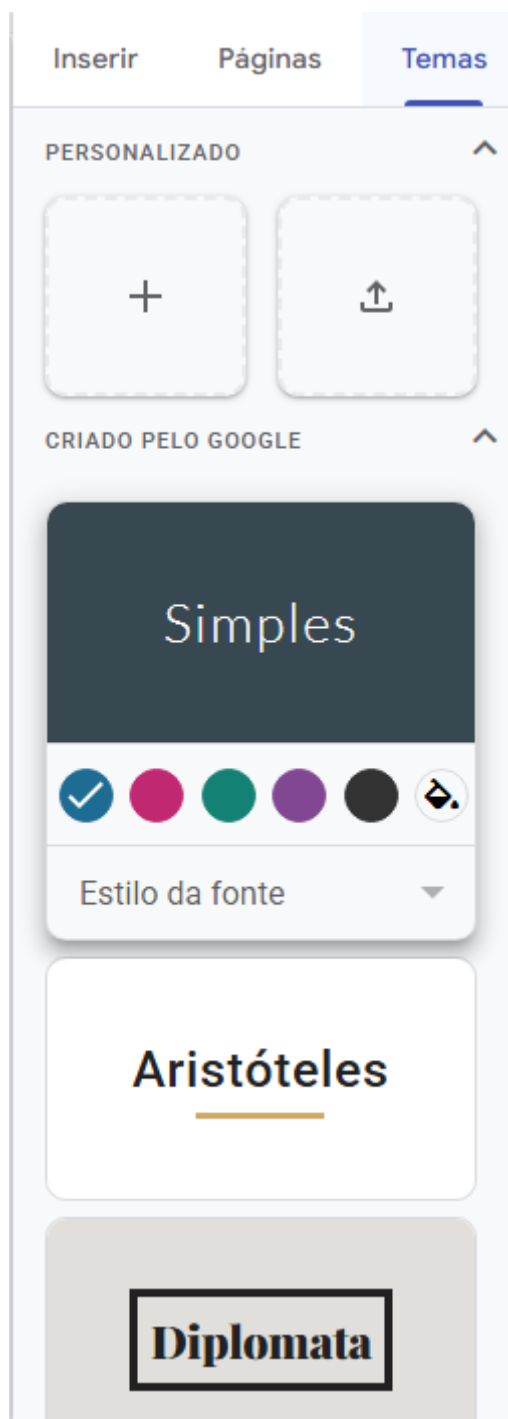 Inserir Páginas Temas
PERSONALIZADO
CRIADO PELO GOOGLE
Simples
Estilo da fonte
Aristóteles
Diplomata